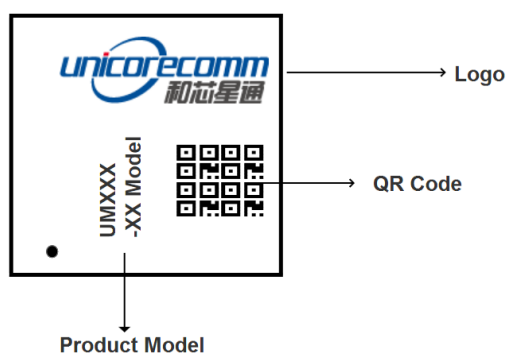 unicorecomm
和芯星通
Logo
UMXXX
-XX Model
QR Code
Product Model